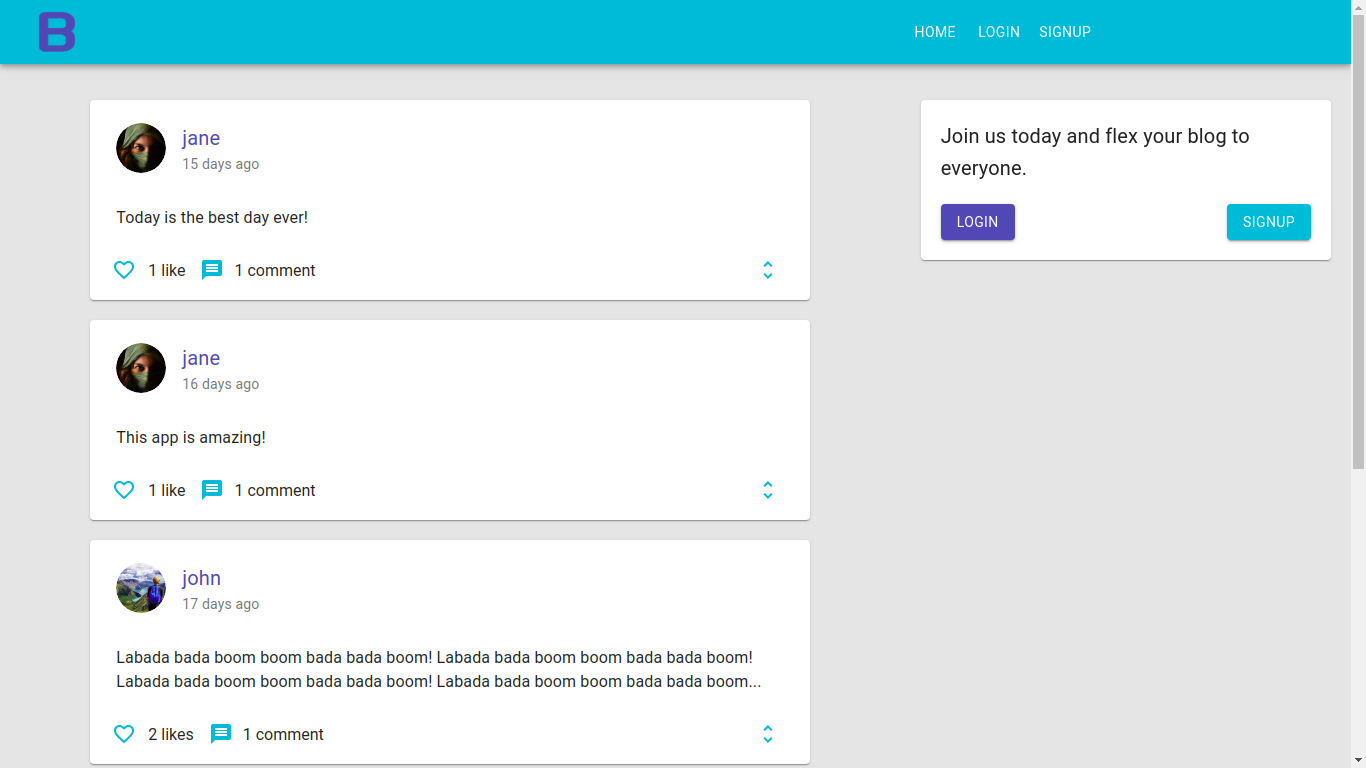 B
HOME LOGIN SIGNUP
jane
15 days ago
Today is the best day ever!
1 like 1 comment
jane
16 days ago
This app is amazing!
1 like 1 comment
john
17 days ago
Labada bada boom boom bada bada boom! Labada bada boom boom bada bada boom!
Labada bada boom boom bada bada boom! Labada bada boom boom bada bada boom...
2 likes 1 comment
Join us today and flex your blog to
everyone.
LOGIN SIGNUP